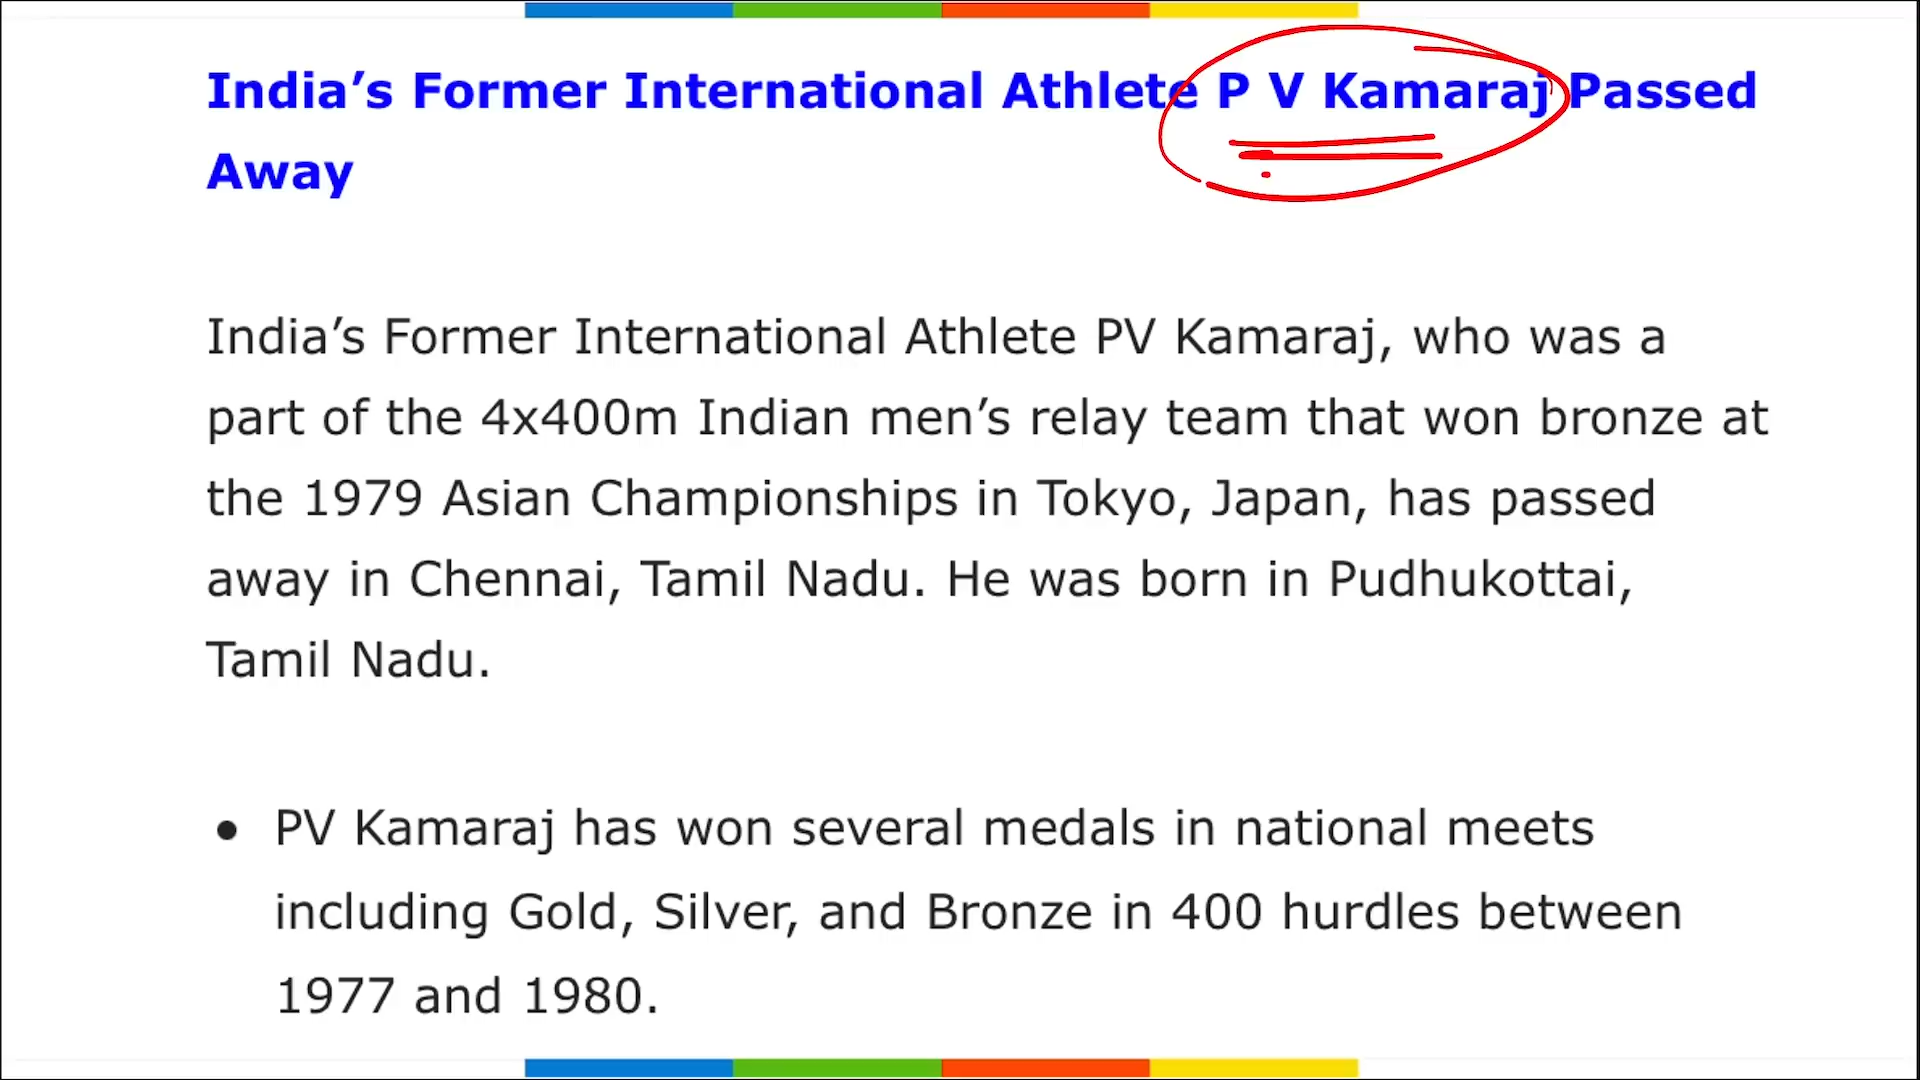 India’s Former International Athlete P V Kamaraj Passed
Away
India’s Former International Athlete PV Kamaraj, who was a
part of the 4x400m Indian men’s relay team that won bronze at
the 1979 Asian Championships in Tokyo, Japan, has passed
away in Chennai, Tamil Nadu. He was born in Pudhukottai,
Tamil Nadu.
● PV Kamaraj has won several medals in national meets
including Gold, Silver, and Bronze in 400 hurdles between
1977 and 1980.